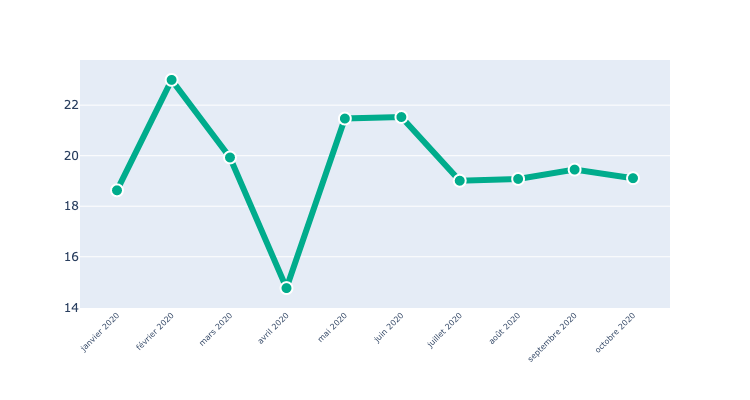 22
20
18
16
14
janvier 2020
février 2020
mars 2020
avril 2020
mai 2020
juin 2020
juillet 2020
août 2020
septembre 2020
octobre 2020